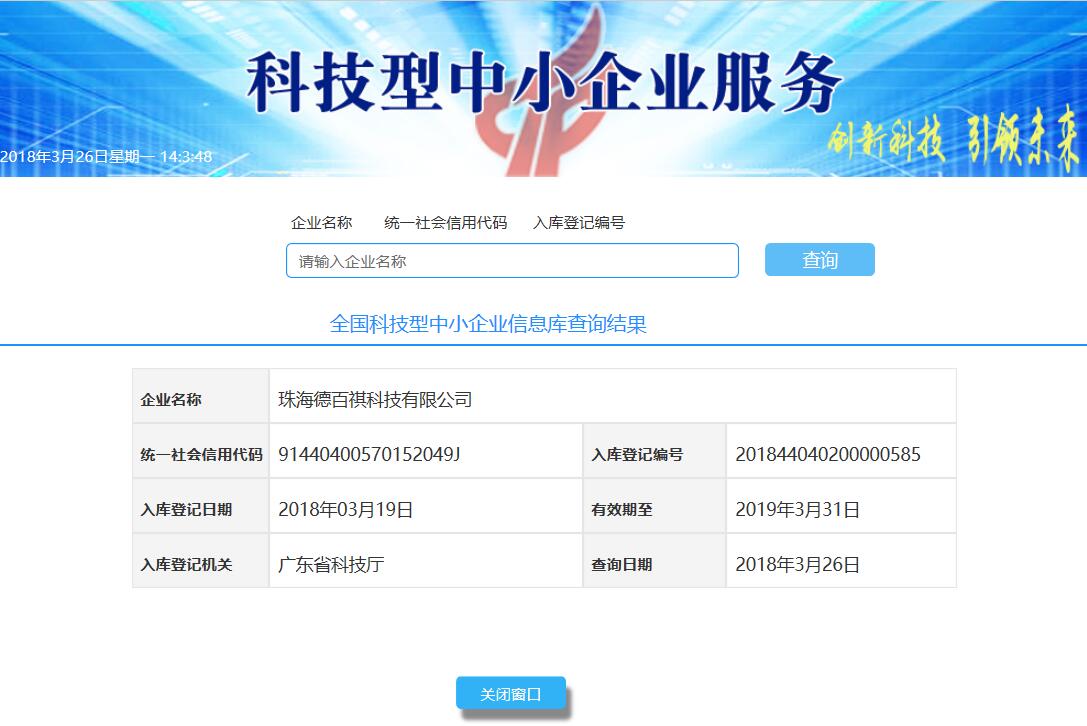 科技型中小企业服务
创新科技 引领未来
2018年3月26日星期一 14:3:48
企业名称 统一社会信用代码 入库登记编号
请输入企业名称 查询
全国科技型中小企业信息库查询结果
企业名称 珠海德百祺科技有限公司
统一社会信用代码 91440400570152049J 入库登记编号 201844040200000585
入库登记日期 2018年03月19日 有效期至 2019年3月31日
入库登记机关 广东省科技厅 查询日期 2018年3月26日
关闭窗口